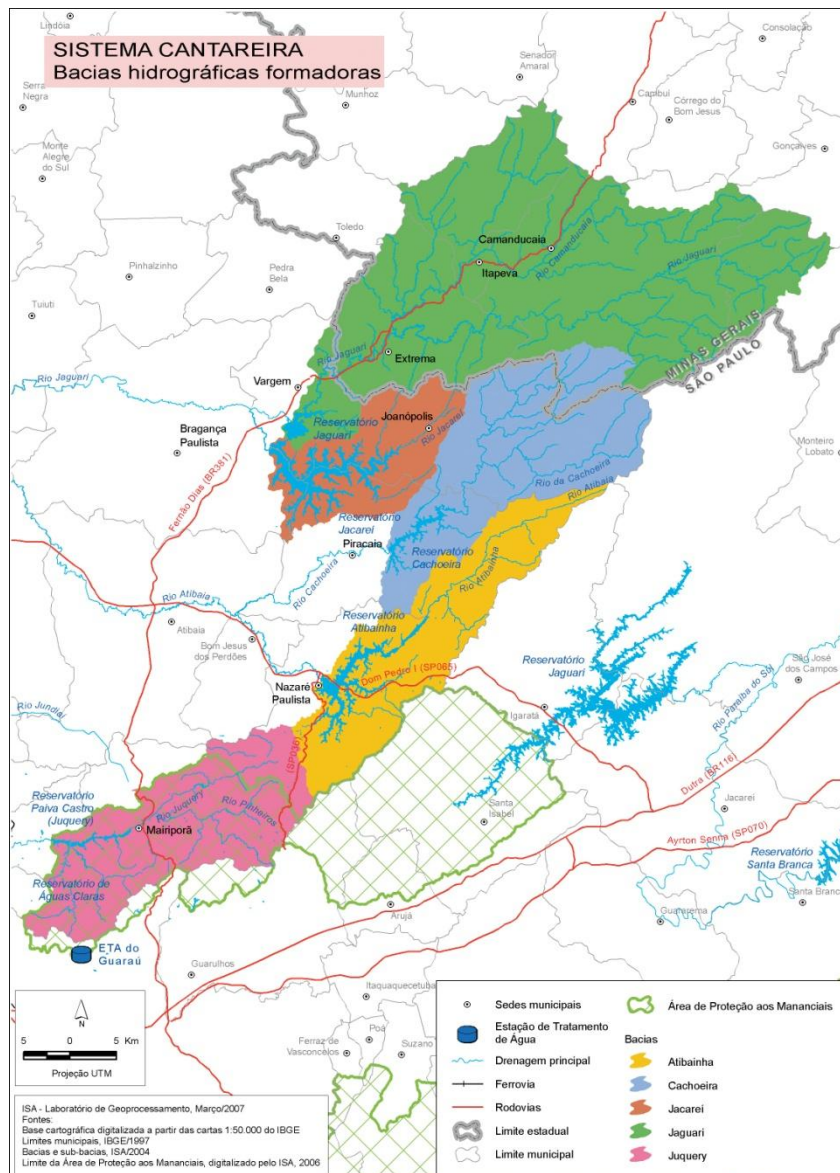 SISTEMA CANTAREIRA
Bacias hidrográficas formadoras
Lindóia
Consolação
Senador
Amaral
Serra
Negra
Munhoz
Cambuí
Córrego do
Bom Jesus
Monte
Alegre
do Sul
Gonçalves
Toledo
Camanducaia
Rio Camanducaia
Rio Jaguari
Itapeva
Pinhalzinho
Pedra
Bela
Tuiuti
MINAS GERAIS
SÃO PAULO
Rio Jaguari
Extrema
Rio Jaguari
Vargem
Reservatório
Jaguari
Joanópolis
Rio Jacareí
Bragança
Paulista
Monteiro
Lobato
Fernão Dias (BR381)
Rio da Cachoeira
Rio Atibaia
Reservatório
Jacareí
Piracaia
Reservatório
Cachoeira
Rio Cachoeira
Rio Atibainha
Rio Atibaia
Reservatório
Atibainha
Atibaia
Bom Jesus
dos Perdões
Dom Pedro I (SP065)
Reservatório
Jaguari
São José
dos Campos
Nazaré
Paulista
Rio Paraíba do Sul
Igaratá
Rio Jundiaí
(SP036)
Dutra (BR116)
Reservatório
Paiva Castro
(Juquery)
Rio Juquery
Rio Pinheiros
Mairiporã
Santa
Isabel
Jacareí
Ayrton Senna (SP070)
Reservatório
Santa Branca
Reservatório de
Águas Claras
Santa Branc
Arujá
Guararema
ETA do
Guaraú
Guarulhos
Itaquaquecetuba
Poá
Ferraz de
Vasconcelos
Suzano
N
5 0 5 Km
Projeção UTM
Sedes municipais
Estação de Tratamento
de Água
Drenagem principal
Ferrovia
Rodovias
Limite estadual
Limite municipal
Área de Proteção aos Mananciais
Bacias
Atibainha
Cachoeira
Jacareí
Jaguari
Juquery
ISA - Laboratório de Geoprocessamento, Março/2007
Fontes:
Base cartográfica digitalizada a partir das cartas 1:50.000 do IBGE
Limites municipais, IBGE/1997
Bacias e sub-bacias, ISA/2004
Limite da Área de Proteção aos Mananciais, digitalizado pelo ISA, 2006